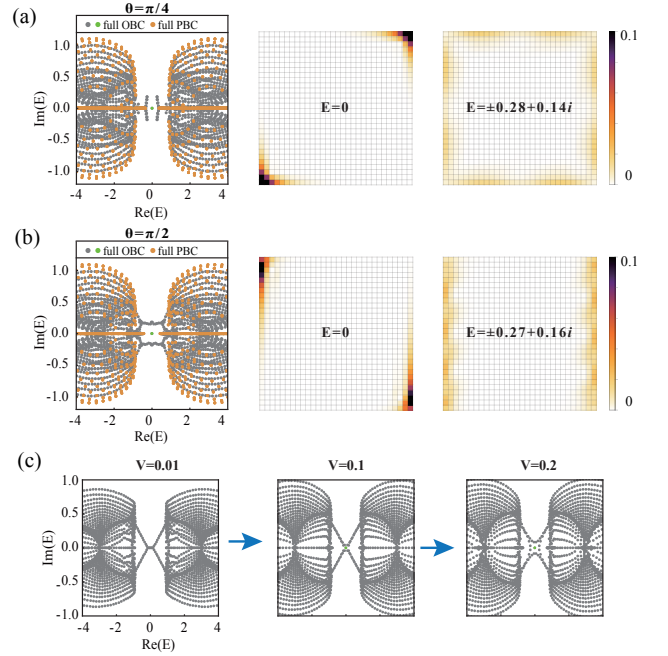 (a)
θ=π/4
full OBC
full PBC
Im(E)
1.0
0.5
0.0
-0.5
-1.0
-4
-2
0
2
4
Re(E)
E=0
E=±0.28+0.14i
0.1
0
(b)
θ=π/2
full OBC
full PBC
Im(E)
1.0
0.5
0.0
-0.5
-1.0
-4
-2
0
2
4
Re(E)
E=0
E=±0.27+0.16i
0.1
0
(c)
V=0.01
V=0.1
V=0.2
Im(E)
1.0
0.5
0.0
0.5
1.0
-4
-2
0
2
4
Re(E)